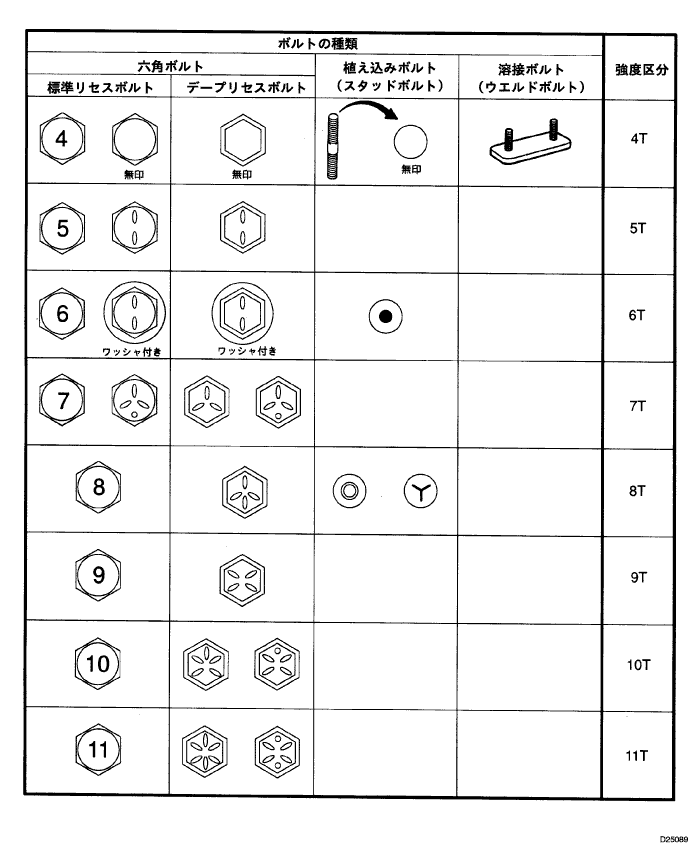 ボルトの種類
強度区分
六角ボルト
植え込みボルト
（スタッドボルト）
溶接ボルト
（ウエルドボルト）
標準リセスボルト
デープリセスボルト
4
無印
無印
無印
4T
5
5T
6
ワッシャ付き
ワッシャ付き
6T
7
7T
8
8T
9
9T
10
10T
11
11T
D25089